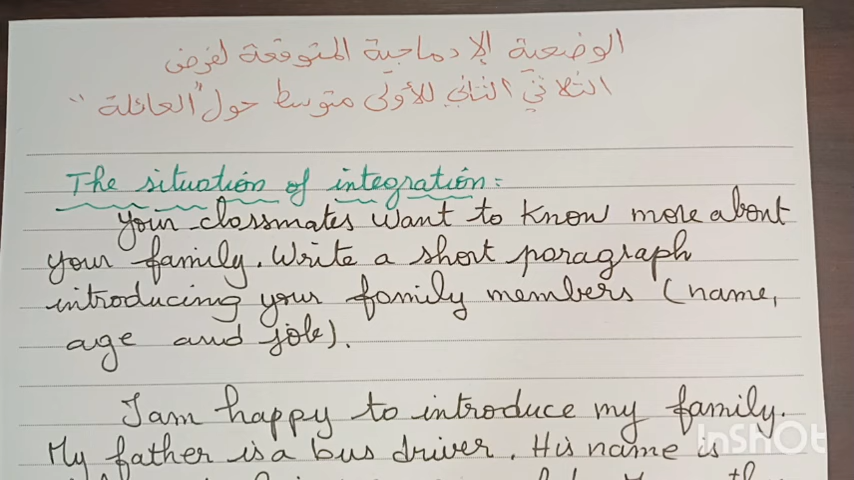 الوضعية الإدماجية المتوقعة لفرض
الثلاثي الثاني للأولى متوسط حول "العائلة"
The situation of integration:
Your classmates want to know more about
your family. Write a short paragraph
introducing your family members (name,
age and job).
I am happy to introduce my family.
My father is a bus driver. His name is
InShOT